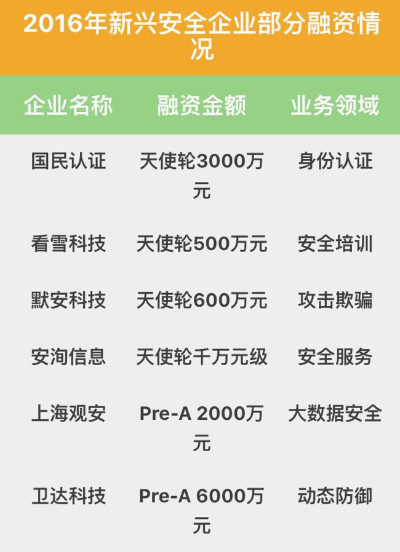 2016年新兴安全企业部分融资情
况
企业名称 融资金额 业务领域
国民认证 天使轮3000万 身份认证
元
看雪科技 天使轮500万元 安全培训
默安科技 天使轮600万元 攻击欺骗
安洵信息 天使轮千万元级 安全服务
上海观安 Pre-A 2000万 大数据安全
元
卫达科技 Pre-A 6000万 动态防御
元